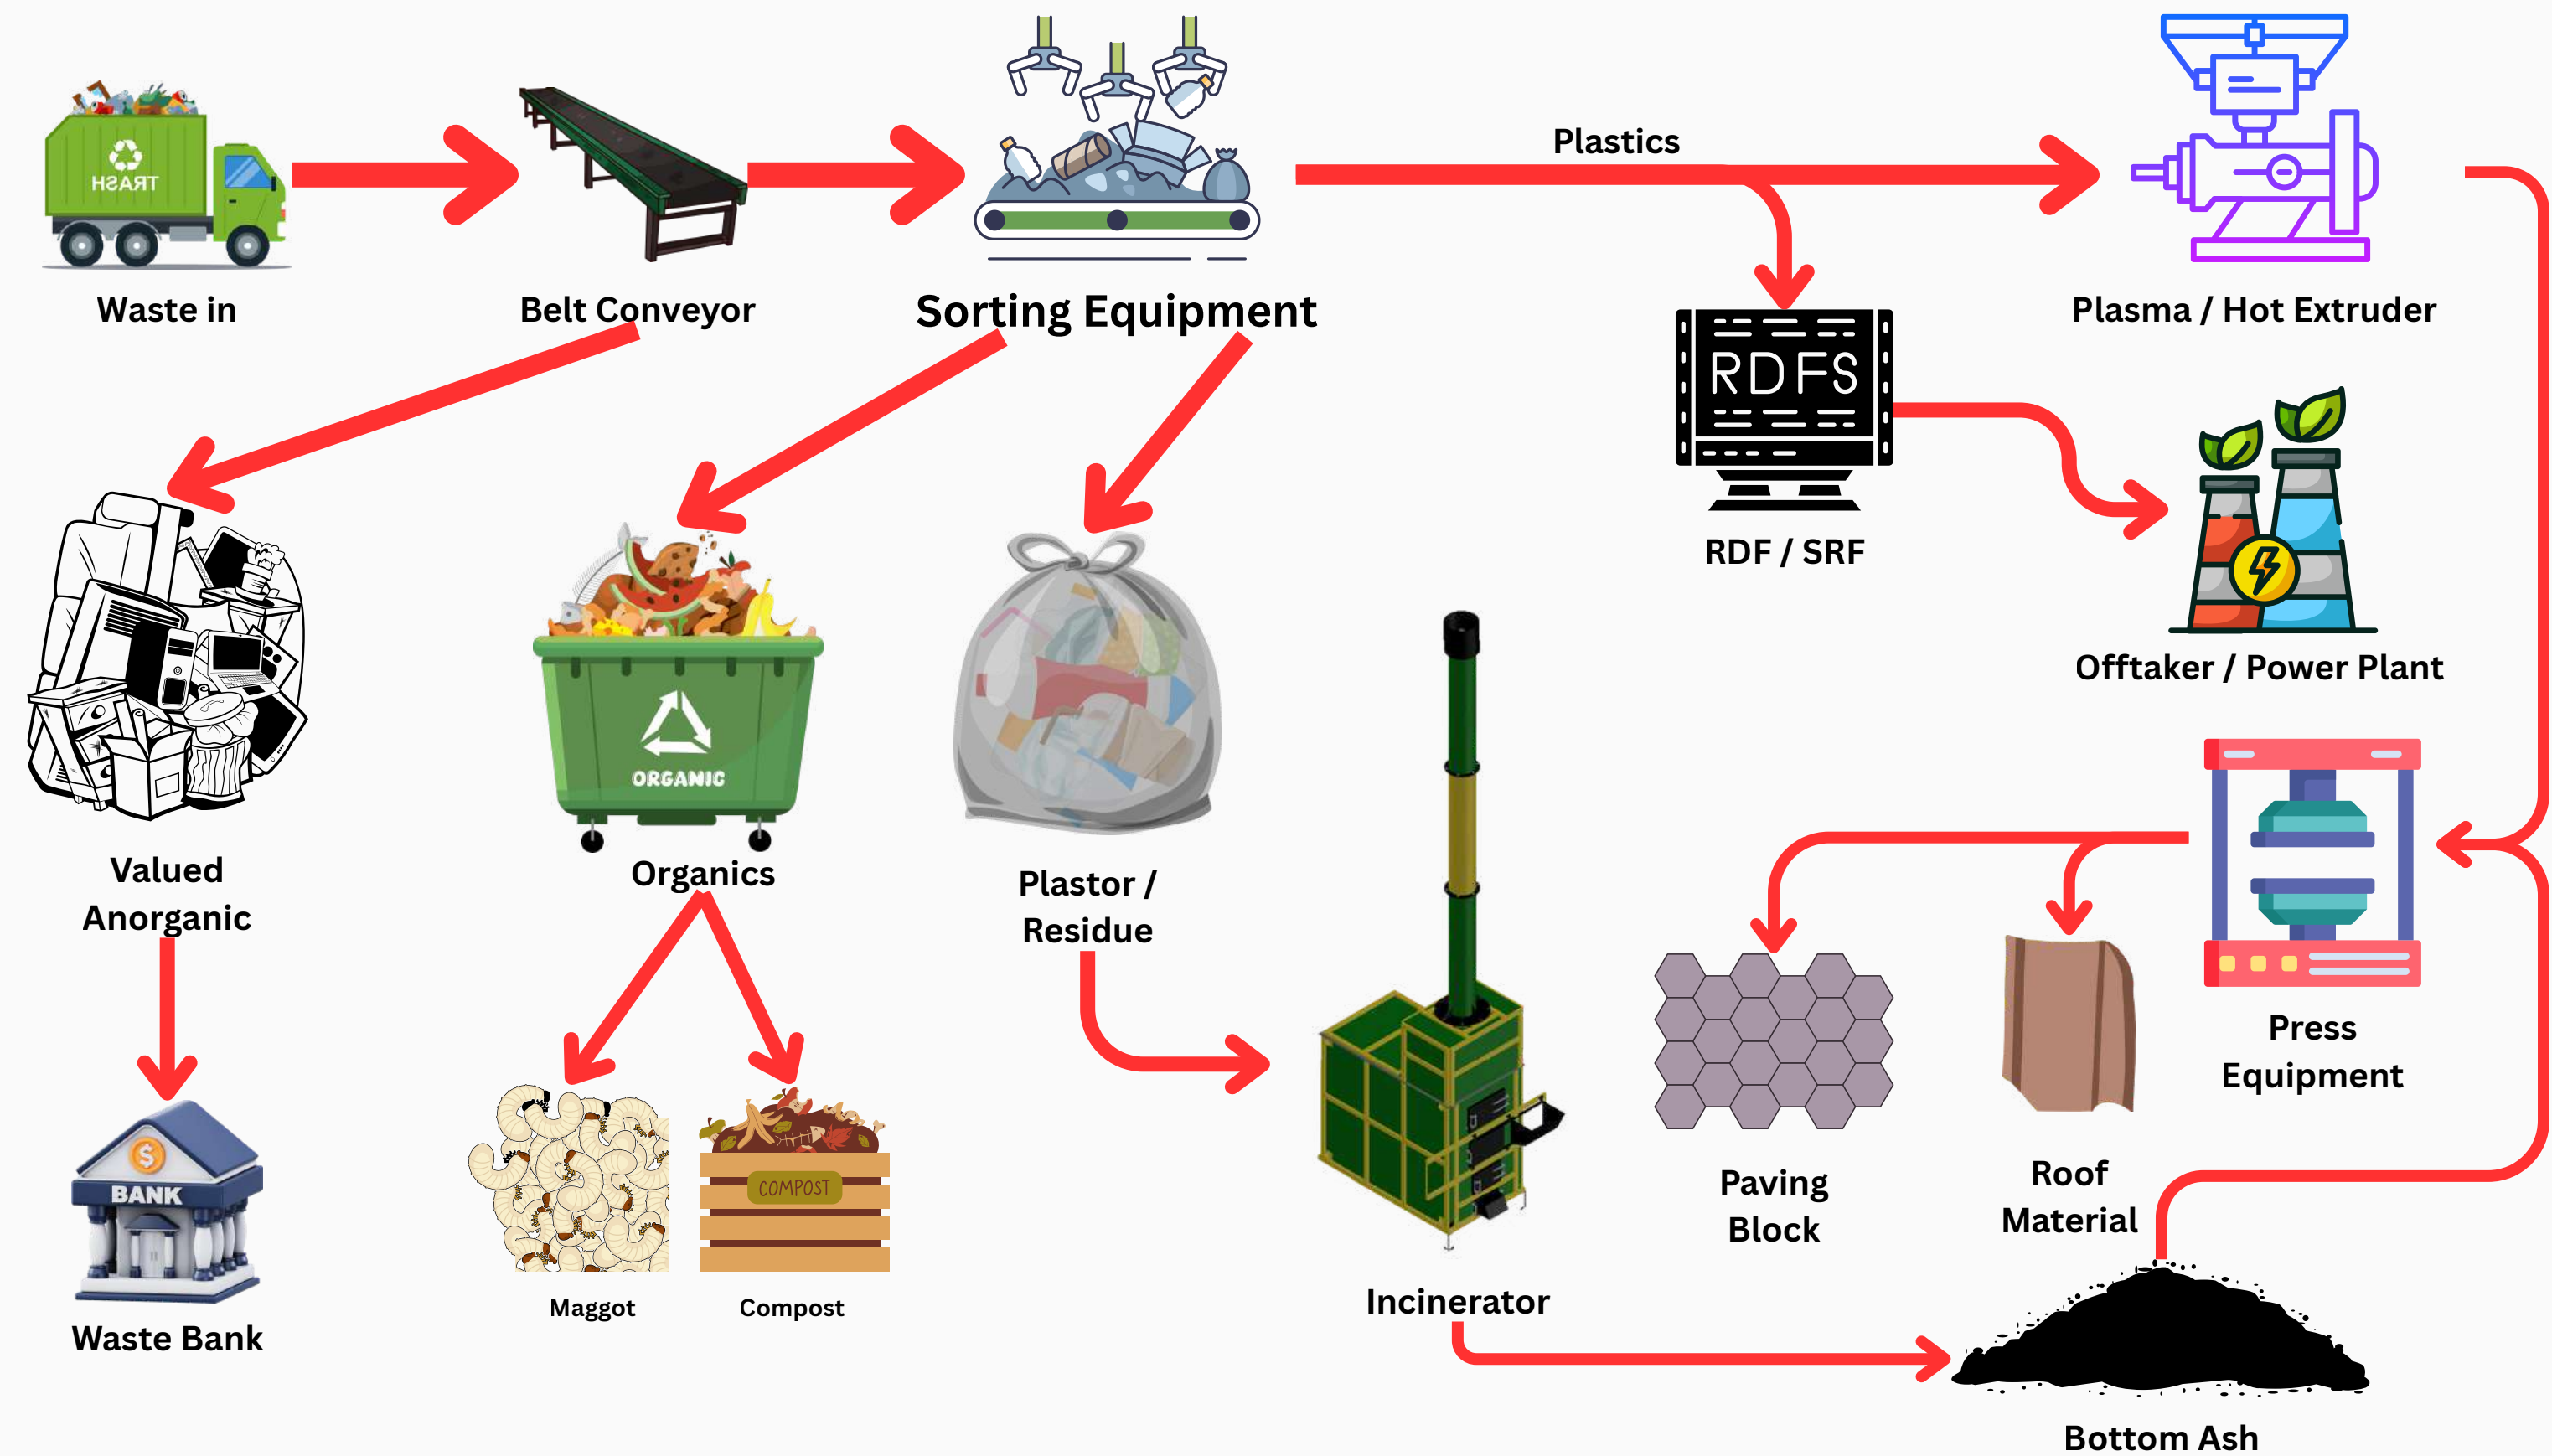 TRASH
Waste in
Belt Conveyor
Sorting Equipment
Plastics
Plasma / Hot Extruder
RDFS
RDF / SRF
Offtaker / Power Plant
Valued
Anorganic
ORGANIC
Organics
Plastor /
Residue
Press
Equipment
BANK
$
Waste Bank
COMPOST
Maggot
Compost
Incinerator
Paving
Block
Roof
Material
Bottom Ash